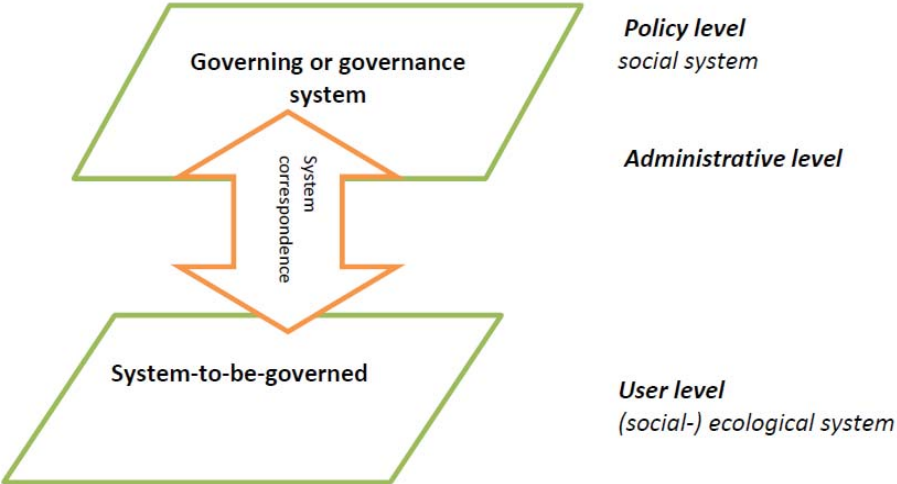 Policy level
social system
Governing or governance
system
Administrative level
System
correspondence
System-to-be-governed
User level
(social-) ecological system